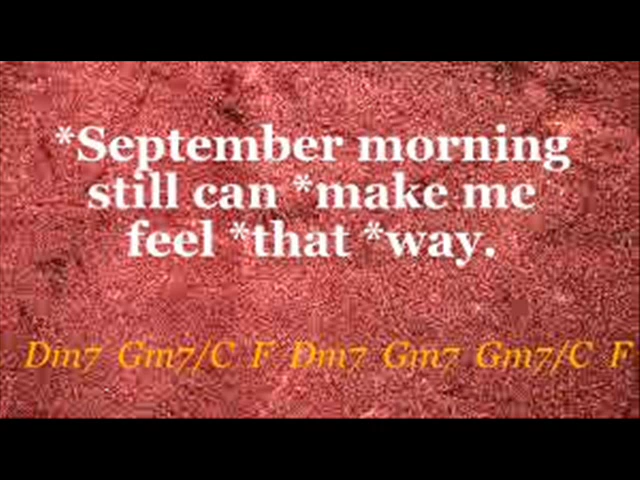 *September morning
still can *make me
feel *that *way.
Dm7 Gm7/C F Dm7 Gm7 Gm7/C F